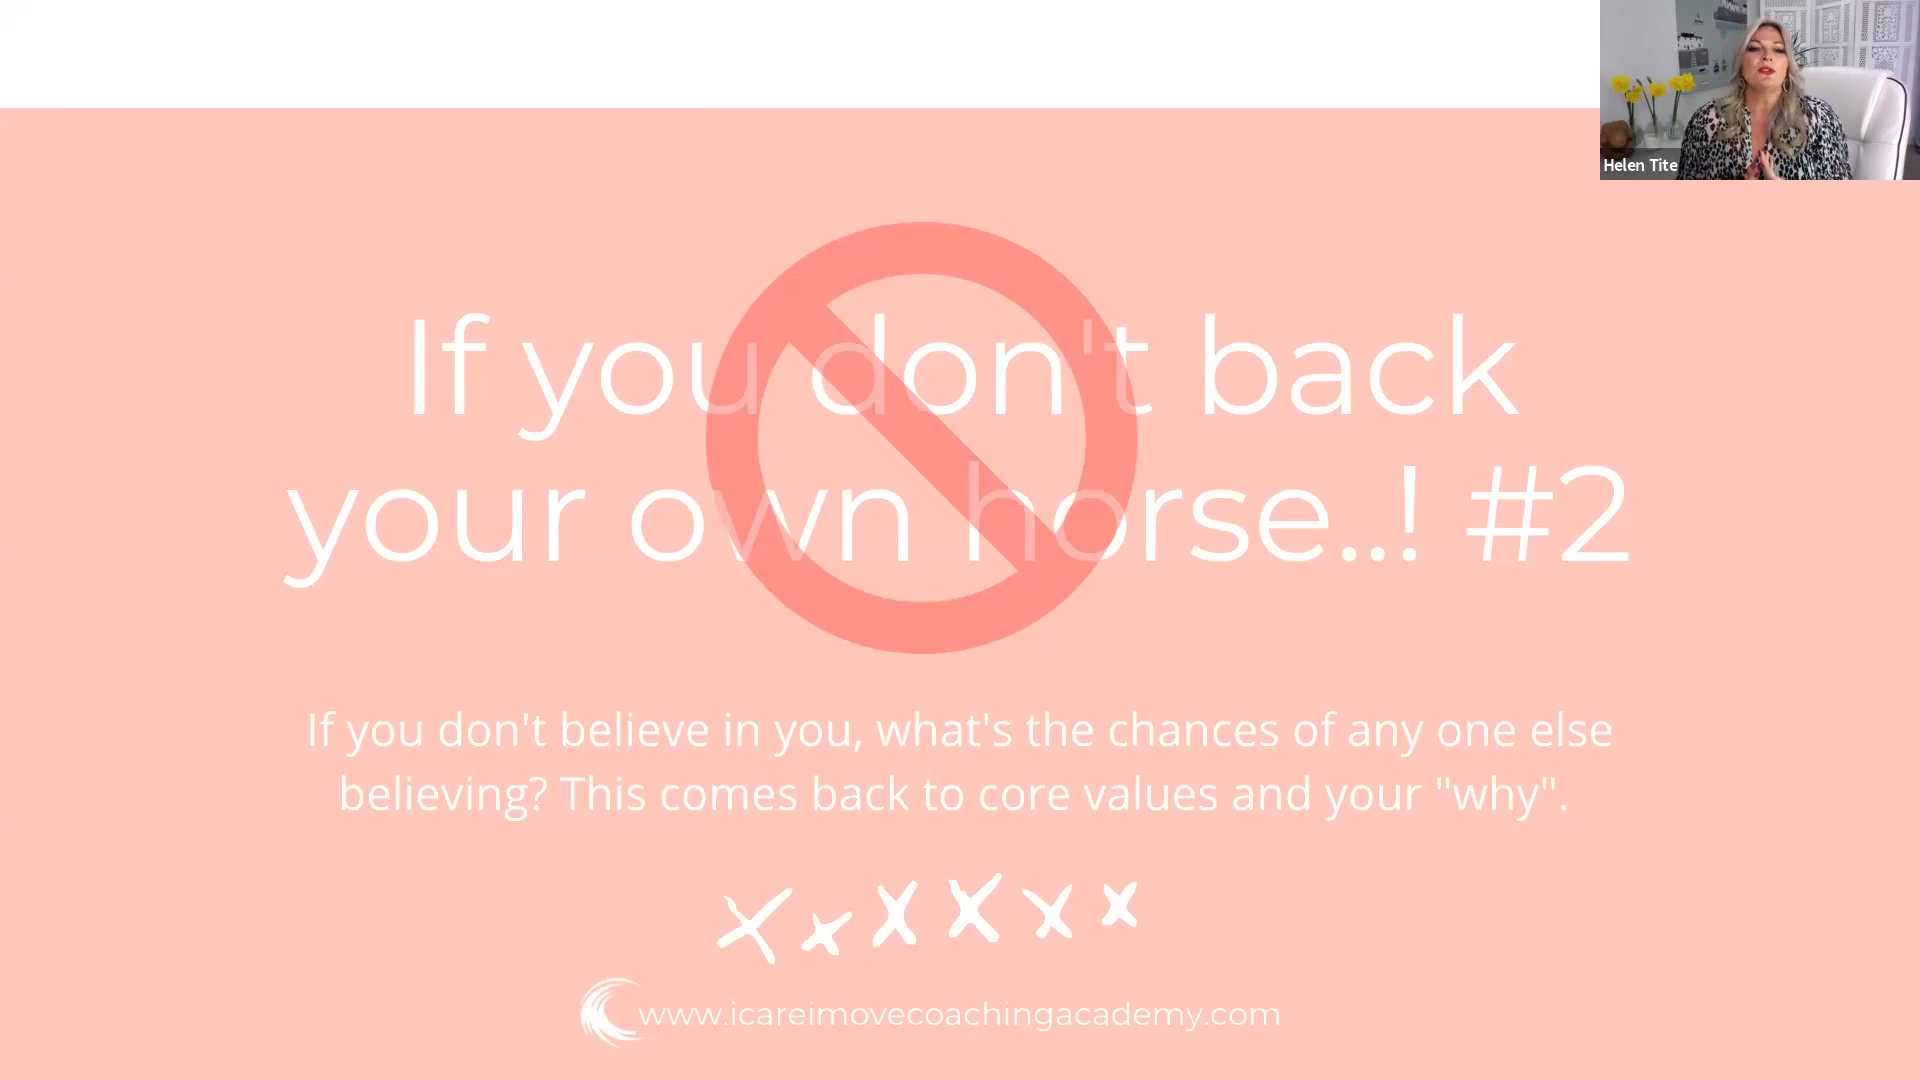 Helen Tite
If you don't back
your own horse..! #2
If you don't believe in you, what's the chances of any one else
believing? This comes back to core values and your "why".
www.icareimovecoachingacademy.com